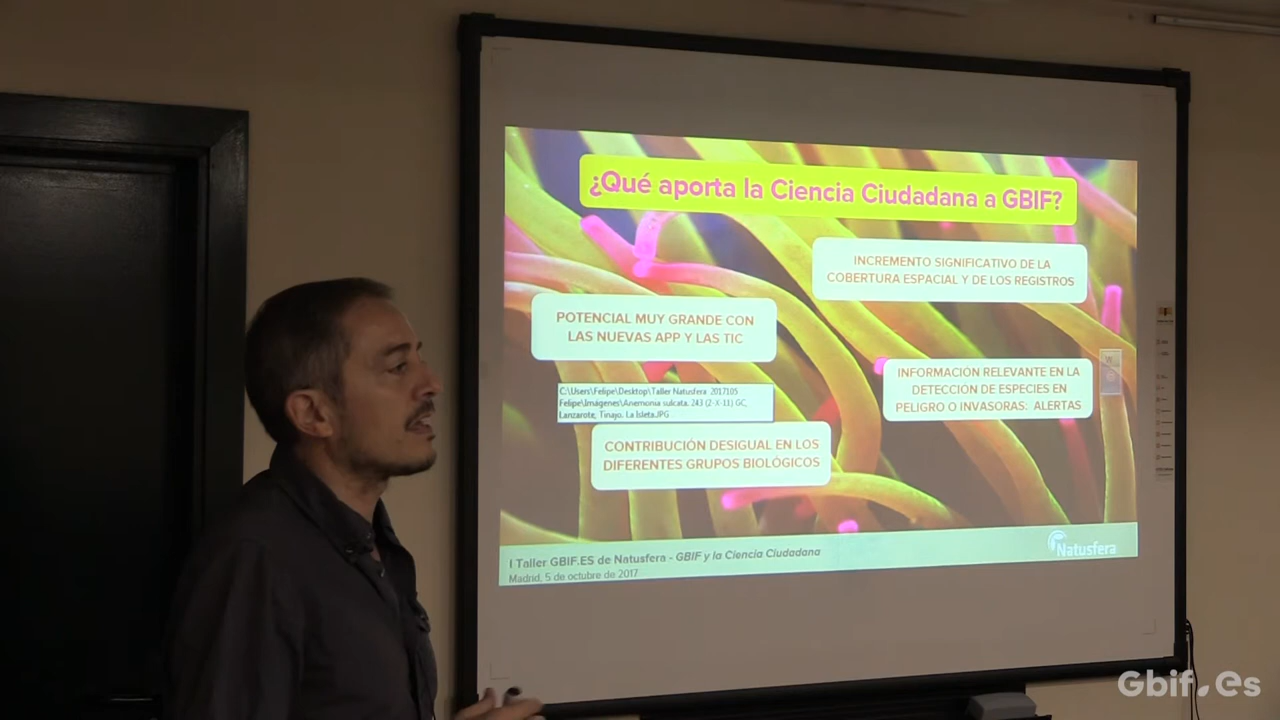 ¿Qué aporta la Ciencia Ciudadana a GBIF?
INCREMENTO SIGNIFICATIVO DE LA
COBERTURA ESPACIAL Y DE LOS REGISTROS
POTENCIAL MUY GRANDE CON
LAS NUEVAS APP Y LAS TIC
INFORMACIÓN RELEVANTE EN LA
DETECCIÓN DE ESPECIES EN
PELIGRO O INVASORAS: ALERTAS
C:\Users\Felipe\Desktop\Taller Natusfera 2017105
Felipe\Imágenes\Anemonia sulcata. 243 (2-X-11) GC,
Lanzarote, Tinajo, La Isleta.JPG
CONTRIBUCIÓN DESIGUAL EN LOS
DIFERENTES GRUPOS BIOLÓGICOS
I Taller GBIF.ES de Natusfera - GBIF y la Ciencia Ciudadana
Madrid, 5 de octubre de 2017
Natusfera
Gbif.es